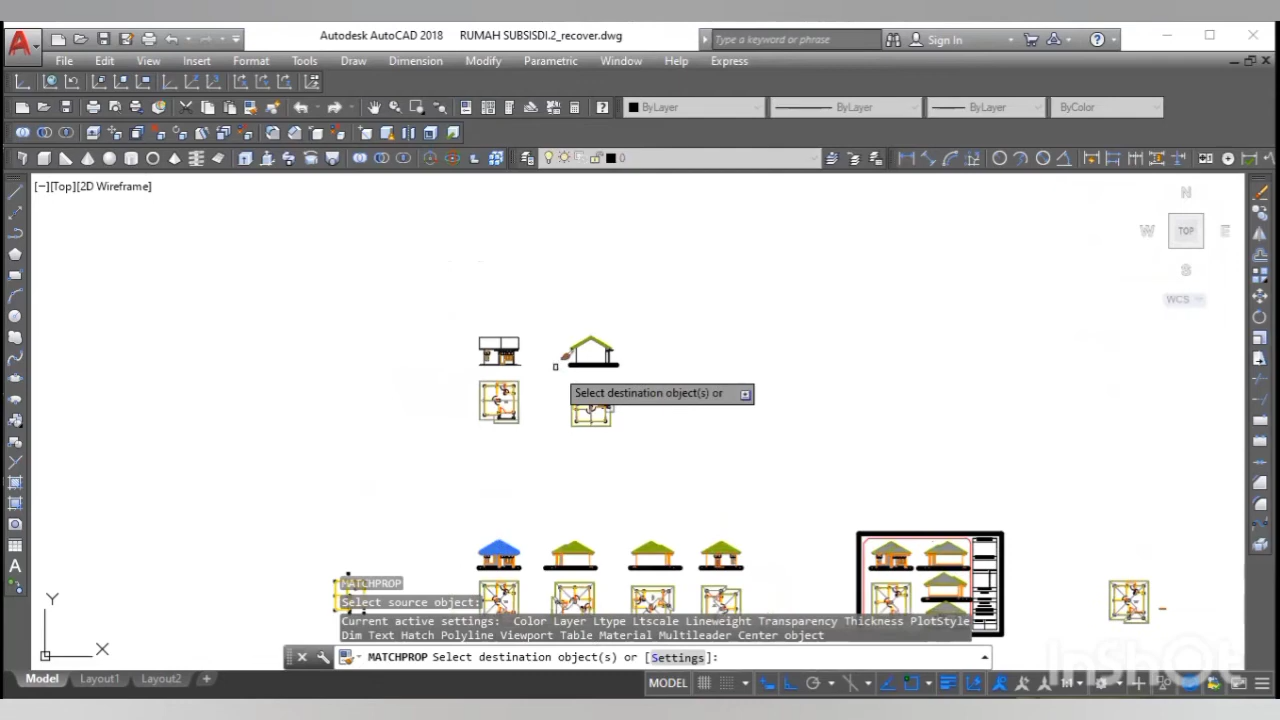 Autodesk AutoCAD 2018 RUMAH SUBSISDI.2_recover.dwg
Type a keyword or phrase
Sign In
File Edit View Insert Format Tools Draw Dimension Modify Parametric Window Help Express
ByLayer ByLayer ByLayer ByColor
0
[−][Top][2D Wireframe]
N
W TOP E
S
WCS
Select destination object(s) or
MATCHPROP
Select source object:
Current active settings: Color Layer Ltype Ltscale Lineweight Transparency Thickness PlotStyle
Dim Text Hatch Polyline Viewport Table Material Multileader Center object
MATCHPROP Select destination object(s) or [Settings]:
Y
X
Model Layout1 Layout2 +
MODEL 1:1
InShOt